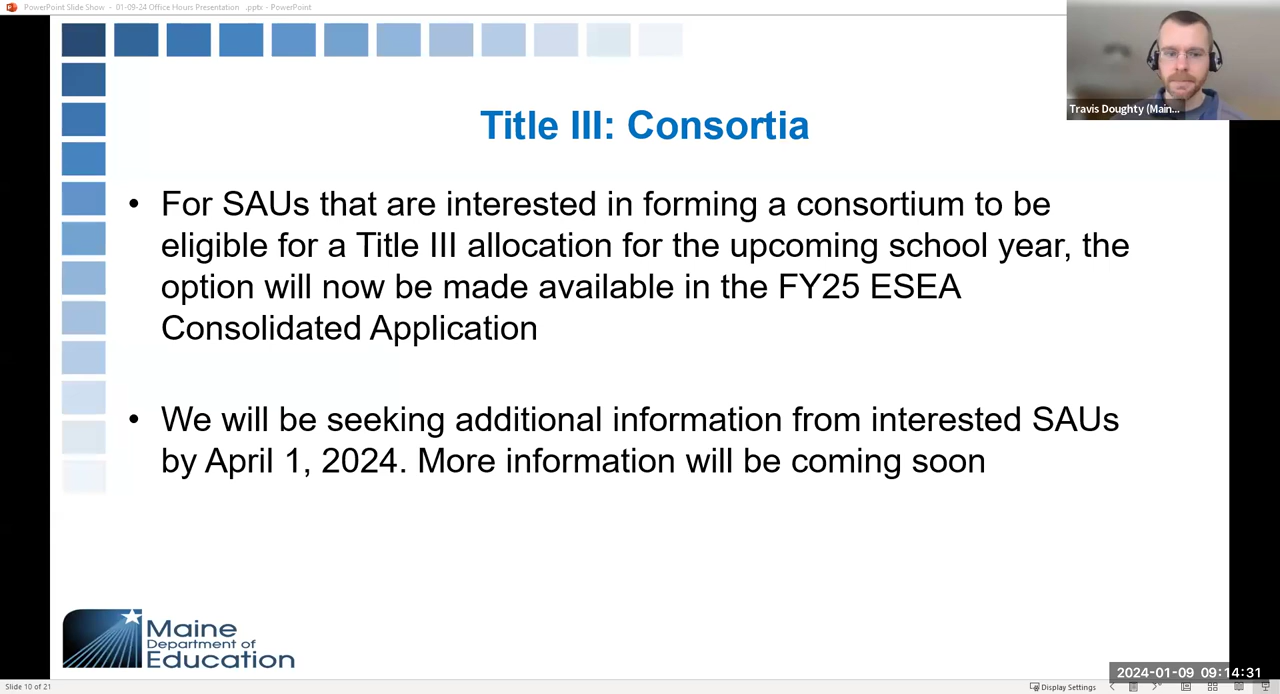 PowerPoint Slide Show - 01-09-24 Office Hours Presentation .pptx - PowerPoint
Travis Doughty (Main...
Title III: Consortia
• For SAUs that are interested in forming a consortium to be
eligible for a Title III allocation for the upcoming school year, the
option will now be made available in the FY25 ESEA
Consolidated Application
• We will be seeking additional information from interested SAUs
by April 1, 2024. More information will be coming soon
Maine
Department of
Education
2024-01-09 09:14:31
Slide 10 of 21
Display Settings